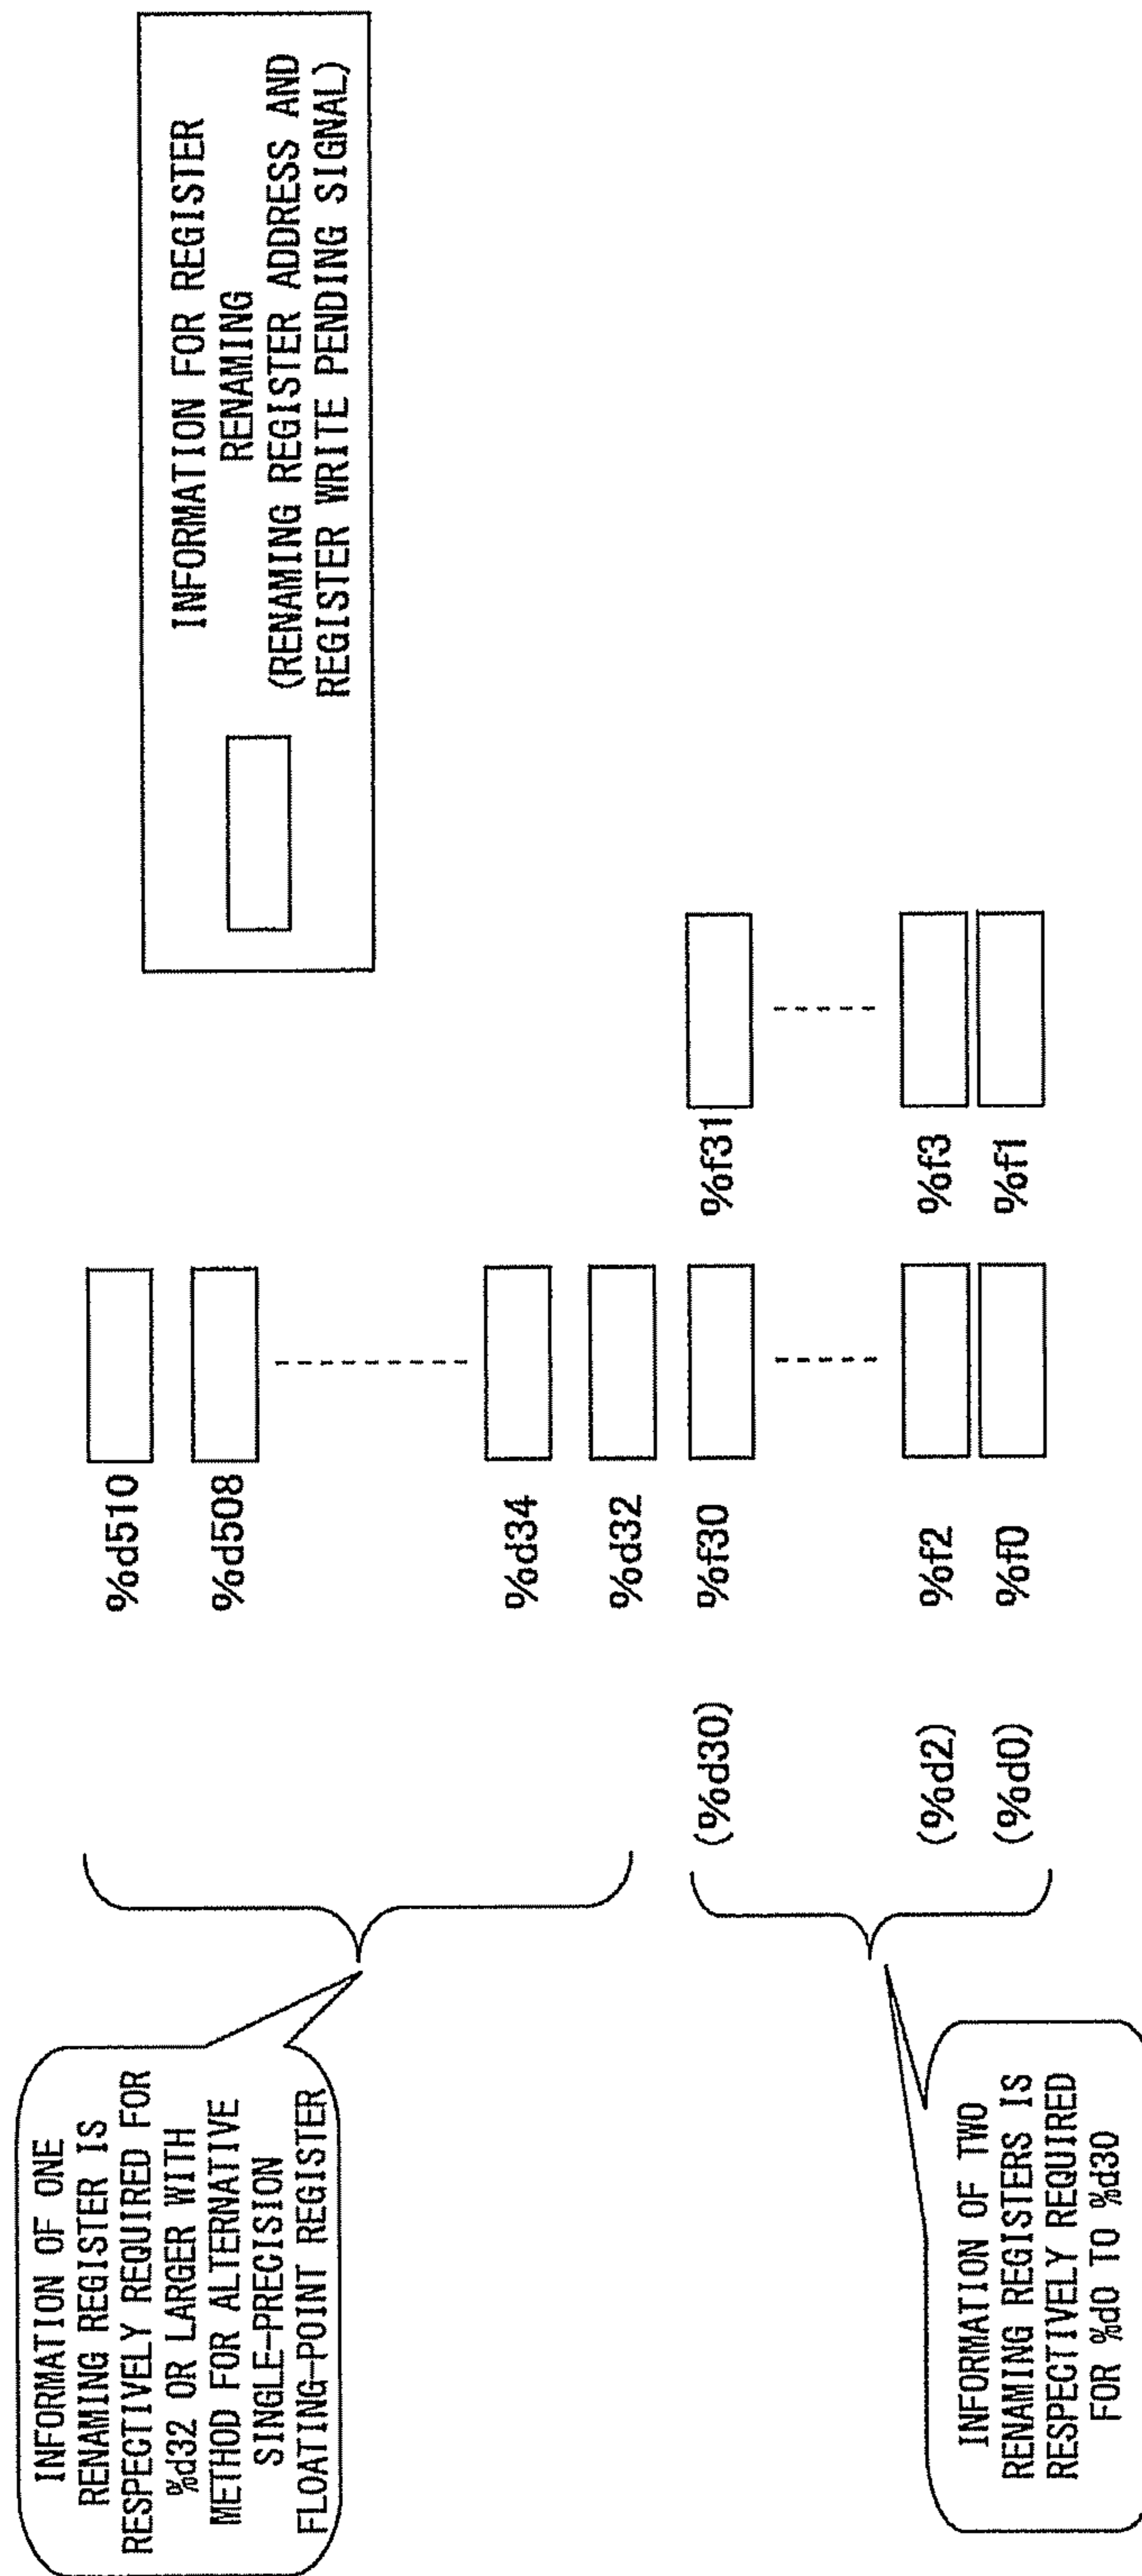 INFORMATION OF ONE
RENAMING REGISTER IS
RESPECTIVELY REQUIRED FOR
%d32 OR LARGER WITH
METHOD FOR ALTERNATIVE
SINGLE-PRECISION
FLOATING-POINT REGISTER
INFORMATION OF TWO
RENAMING REGISTERS IS
RESPECTIVELY REQUIRED
FOR %d0 TO %d30
%d510
%d508
%d34
%d32
(%d30) %f30 %f31
(%d2) %f2 %f3
(%d0) %f0 %f1
INFORMATION FOR REGISTER
RENAMING
(RENAMING REGISTER ADDRESS AND
REGISTER WRITE PENDING SIGNAL)